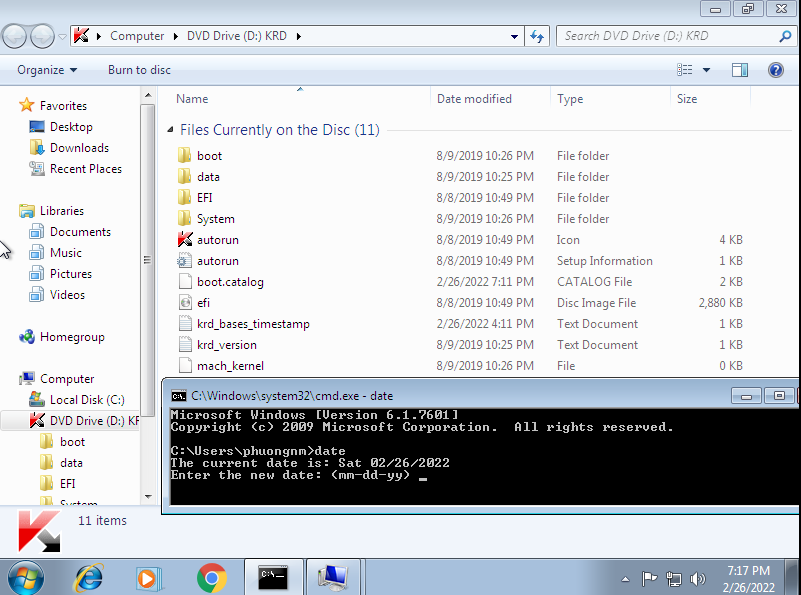 Computer ▸ DVD Drive (D:) KRD ▸
Search DVD Drive (D:) KRD
Organize ▾ Burn to disc
Favorites
Desktop
Downloads
Recent Places
Libraries
Documents
Music
Pictures
Videos
Homegroup
Computer
Local Disk (C:)
DVD Drive (D:) KF
boot
data
EFI
System
Name Date modified Type Size
Files Currently on the Disc (11)
boot 8/9/2019 10:26 PM File folder
data 8/9/2019 10:25 PM File folder
EFI 8/8/2019 10:49 PM File folder
System 8/9/2019 10:26 PM File folder
autorun 8/8/2019 10:49 PM Icon 4 KB
autorun 8/8/2019 10:49 PM Setup Information 1 KB
boot.catalog 2/26/2022 7:11 PM CATALOG File 2 KB
efi 8/8/2019 10:49 PM Disc Image File 2,880 KB
krd_bases_timestamp 2/26/2022 4:11 PM Text Document 1 KB
krd_version 8/9/2019 10:25 PM Text Document 1 KB
mach_kernel 8/9/2019 10:26 PM File 0 KB
C:\Windows\system32\cmd.exe - date
Microsoft Windows [Version 6.1.7601]
Copyright (c) 2009 Microsoft Corporation.  All rights reserved.
C:\Users\phuongnm>date
The current date is: Sat 02/26/2022
Enter the new date: (mm-dd-yy) _
11 items
C:\_
7:17 PM
2/26/2022